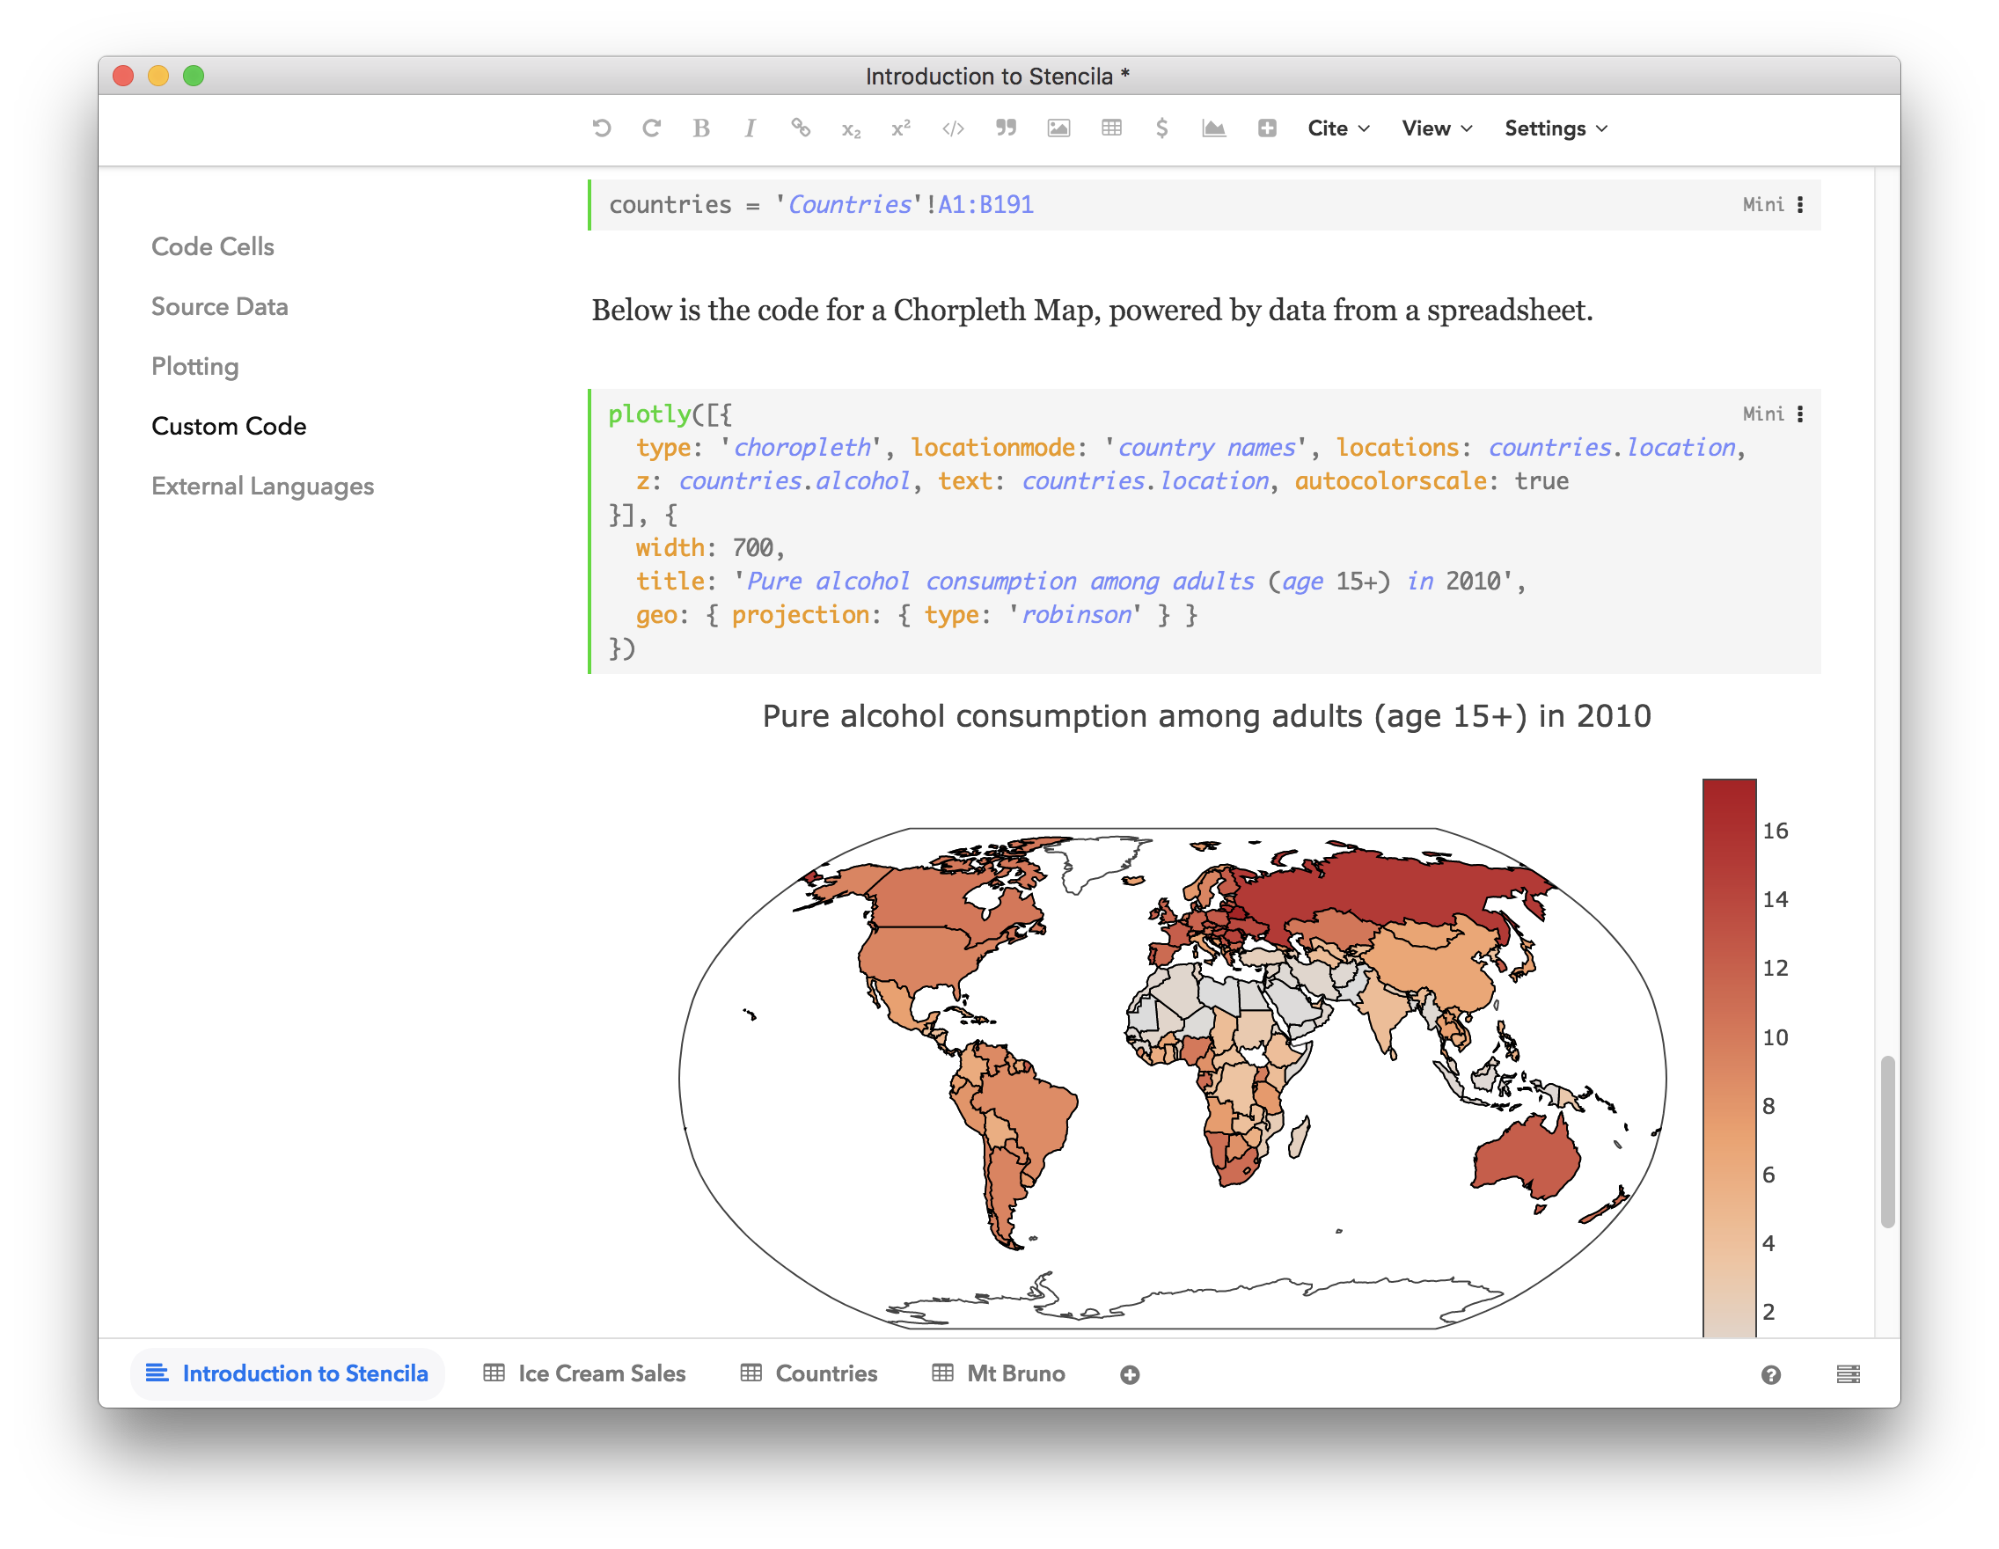 Introduction to Stencila *
B I x₂ x² </> $ Cite View Settings
countries = 'Countries'!A1:B191
Mini
Code Cells
Source Data
Plotting
Custom Code
External Languages
Below is the code for a Chorpleth Map, powered by data from a spreadsheet.
plotly([{
Mini
type: 'choropleth', locationmode: 'country names', locations: countries.location,
z: countries.alcohol, text: countries.location, autocolorscale: true
}], {
width: 700,
title: 'Pure alcohol consumption among adults (age 15+) in 2010',
geo: { projection: { type: 'robinson' } }
})
Pure alcohol consumption among adults (age 15+) in 2010
16
14
12
10
8
6
4
2
Introduction to Stencila
Ice Cream Sales
Countries
Mt Bruno
?